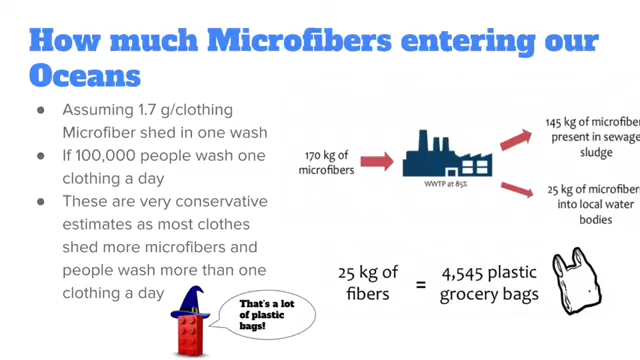 How much Microfibers entering our
Oceans
● Assuming 1.7 g/clothing
Microfiber shed in one wash
● If 100,000 people wash one
clothing a day
● These are very conservative
estimates as most clothes
shed more microfibers and
people wash more than one
clothing a day
170 kg of
microfibers
WWTP at 85%
145 kg of microfiber
present in sewage
sludge
25 kg of microfiber
into local water
bodies
25 kg of
fibers
=
4,545 plastic
grocery bags
That's a lot
of plastic
bags!